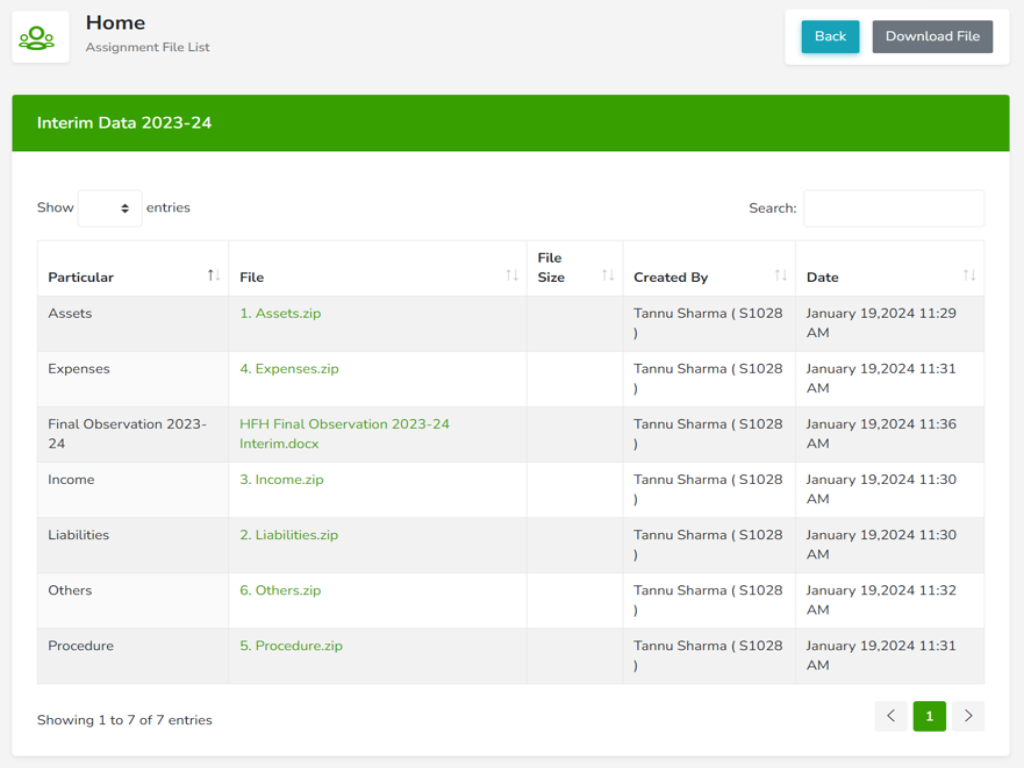 Home
Assignment File List
Back
Download File
Interim Data 2023-24
Show entries
Search:
Particular
File
File
Size
Created By
Date
Assets
1. Assets.zip
Tannu Sharma ( S1028
)
January 19,2024 11:29
AM
Expenses
4. Expenses.zip
Tannu Sharma ( S1028
)
January 19,2024 11:31
AM
Final Observation 2023-
24
HFH Final Observation 2023-24
Interim.docx
Tannu Sharma ( S1028
)
January 19,2024 11:36
AM
Income
3. Income.zip
Tannu Sharma ( S1028
)
January 19,2024 11:30
AM
Liabilities
2. Liabilities.zip
Tannu Sharma ( S1028
)
January 19,2024 11:30
AM
Others
6. Others.zip
Tannu Sharma ( S1028
)
January 19,2024 11:32
AM
Procedure
5. Procedure.zip
Tannu Sharma ( S1028
)
January 19,2024 11:31
AM
Showing 1 to 7 of 7 entries
1